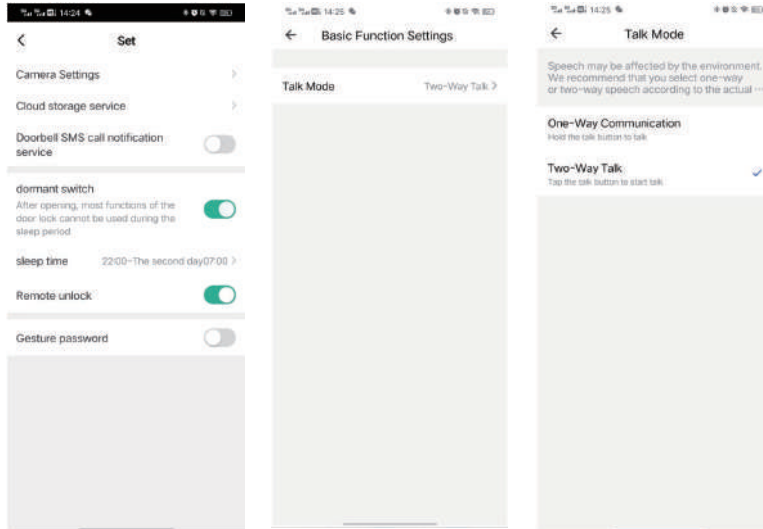 14:24
Set
Camera Settings
Cloud storage service
Doorbell SMS call notification
service
dormant switch
After opening, most functions of the
door lock cannot be used during the
sleep period
sleep time 22:00-The second day07:00
Remote unlock
Gesture password
14:25
Basic Function Settings
Talk Mode Two-Way Talk
14:25
Talk Mode
Speech may be affected by the environment.
We recommend that you select one-way
or two-way speech according to the actual ···
One-Way Communication
Hold the talk button to talk
Two-Way Talk
Tap the talk button to start talk